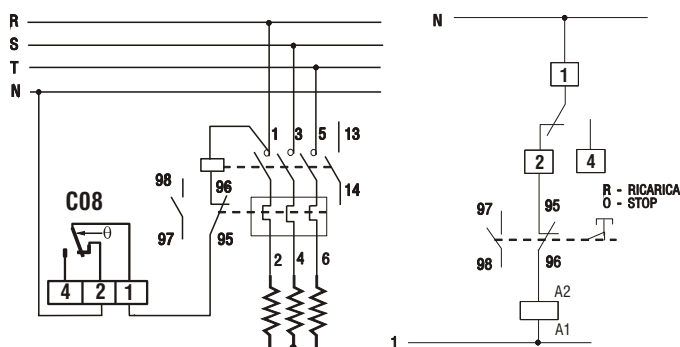 R
S
T
N
1 3 5 13
14
98 96
97 95
C08
θ
4 2 1
2 4 6
N
1
2 4
R - RICARICA
O - STOP
97 95
98 96
A2
A1
1